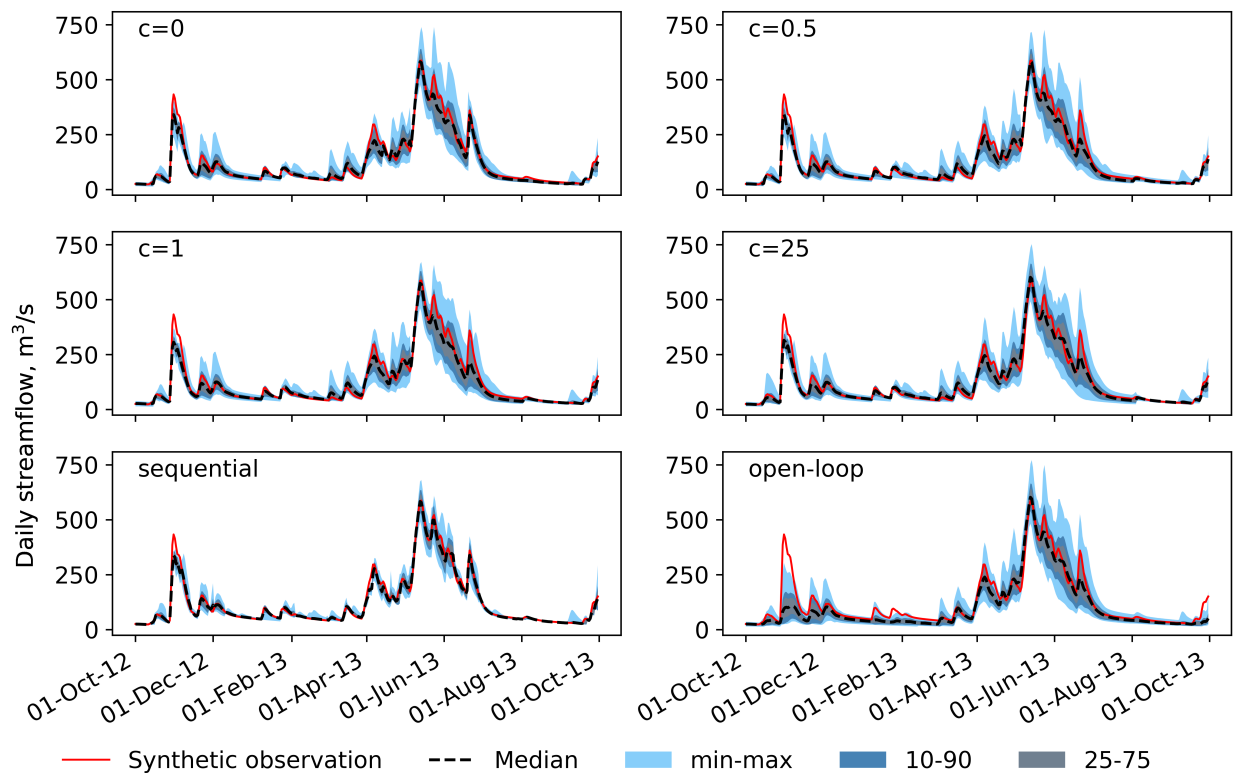 c=0
750
500
250
0
c=0.5
750
500
250
0
c=1
750
500
250
0
c=25
750
500
250
0
Daily streamflow, m³/s
sequential
750
500
250
0
01-Oct-12
01-Dec-12
01-Feb-13
01-Apr-13
01-Jun-13
01-Aug-13
01-Oct-13
open-loop
750
500
250
0
01-Oct-12
01-Dec-12
01-Feb-13
01-Apr-13
01-Jun-13
01-Aug-13
01-Oct-13
Synthetic observation Median min-max 10-90 25-75